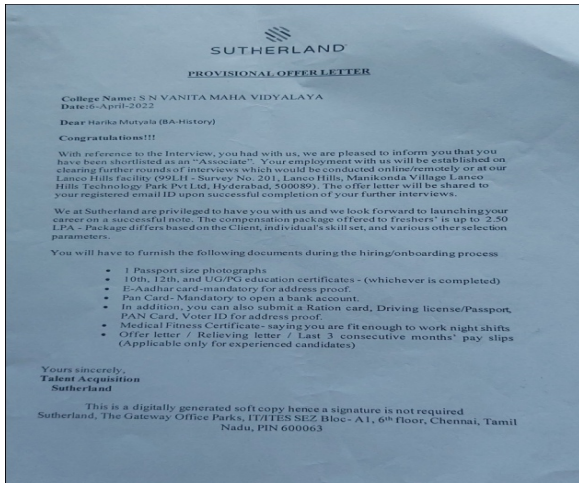 SUTHERLAND
PROVISIONAL OFFER LETTER
College Name: S N VANITA MAHA VIDYALAYA
Date:6-April-2022
Dear Harika Mutyala (BA-History)
Congratulations!!!
With reference to the Interview, you had with us, we are pleased to inform you that you
have been shortlisted as an “Associate”. Your employment with us will be established on
clearing further rounds of interviews which would be conducted online/remotely or at our
Lanco Hills facility (99LH - Survey No. 201, Lanco Hills, Manikonda Village Lanco
Hills Technology Park Pvt Ltd, Hyderabad, 500089). The offer letter will be shared to
your registered email ID upon successful completion of your further interviews.
We at Sutherland are privileged to have you with us and we look forward to launching your
career on a successful note. The compensation package offered to freshers' is up to 2.50
LPA - Package differs based on the Client, individual's skill set, and various other selection
parameters.
You will have to furnish the following documents during the hiring/onboarding process
• 1 Passport size photographs
• 10th, 12th, and UG/PG education certificates - (whichever is completed)
• E-Aadhar card-mandatory for address proof.
• Pan Card- Mandatory to open a bank account.
• In addition, you can also submit a Ration card, Driving license/Passport,
PAN Card, Voter ID for address proof.
• Medical Fitness Certificate- saying you are fit enough to work night shifts
• Offer letter / Relieving letter / Last 3 consecutive months' pay slips
(Applicable only for experienced candidates)
Yours sincerely,
Talent Acquisition
Sutherland
This is a digitally generated soft copy hence a signature is not required
Sutherland, The Gateway Office Parks, IT/ITES SEZ Bloc- A1, 6th floor, Chennai, Tamil
Nadu, PIN 600063